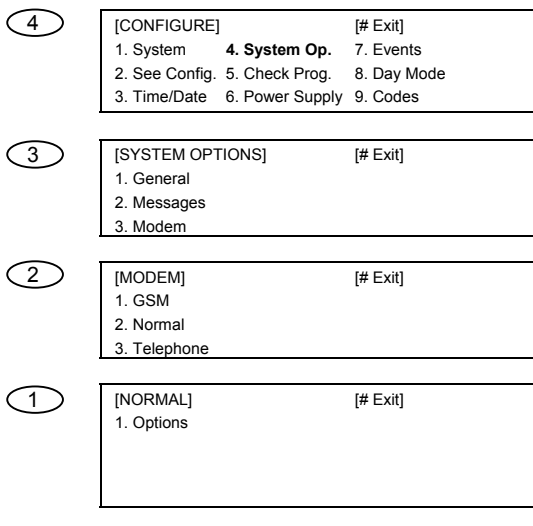 4
[CONFIGURE] [# Exit]
1. System 4. System Op. 7. Events
2. See Config. 5. Check Prog. 8. Day Mode
3. Time/Date 6. Power Supply 9. Codes
3
[SYSTEM OPTIONS] [# Exit]
1. General
2. Messages
3. Modem
2
[MODEM] [# Exit]
1. GSM
2. Normal
3. Telephone
1
[NORMAL] [# Exit]
1. Options